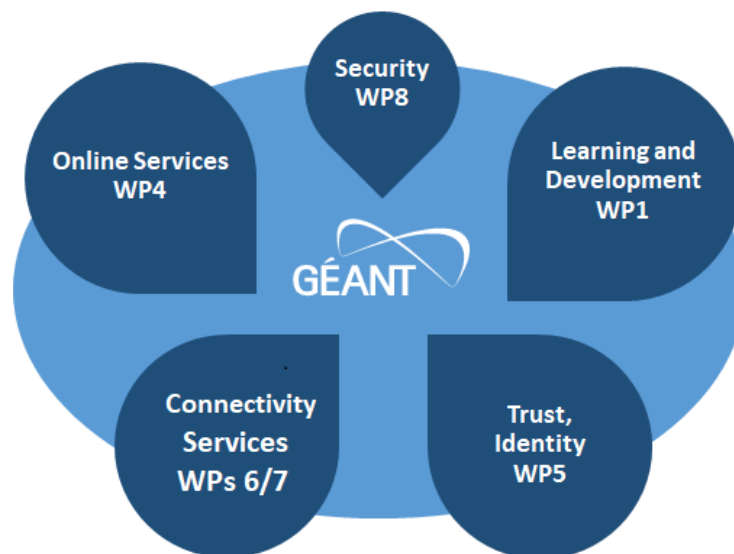 Security
WP8
Online Services
WP4
Learning and
Development
WP1
GÉANT
Connectivity
Services
WPs 6/7
Trust,
Identity
WP5